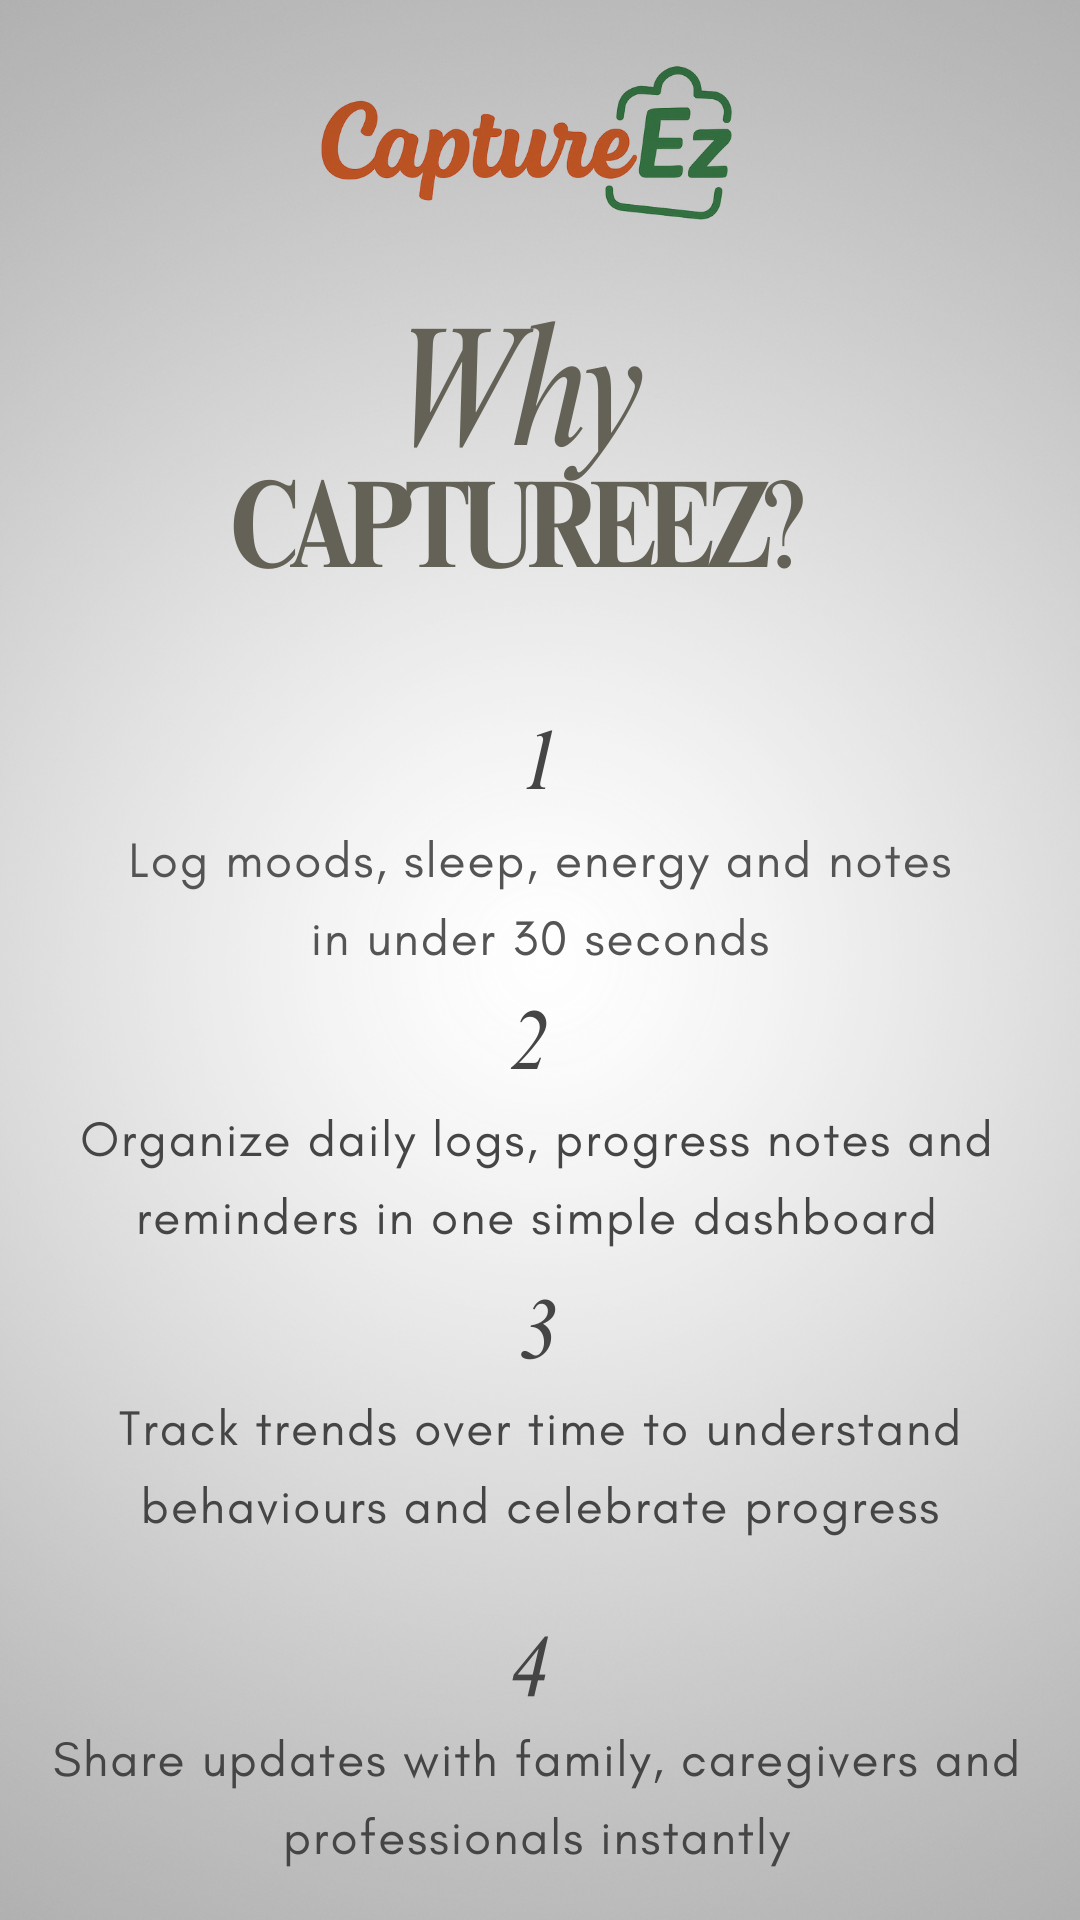 CaptureEz
Why
CAPTUREEZ?
1
Log moods, sleep, energy and notes
in under 30 seconds
2
Organize daily logs, progress notes and
reminders in one simple dashboard
3
Track trends over time to understand
behaviours and celebrate progress
4
Share updates with family, caregivers and
professionals instantly